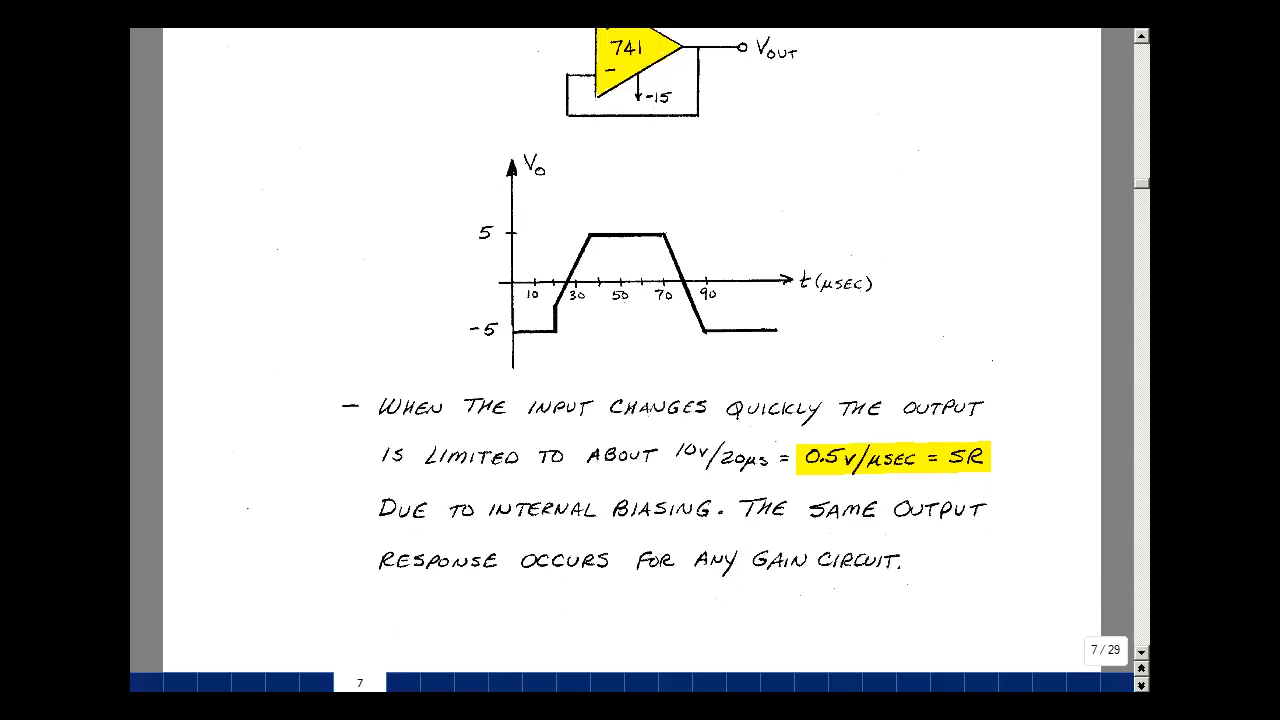 741
VOUT
−
-15
VO
5
10 30 50 70 90
t(μSEC)
-5
- WHEN THE INPUT CHANGES QUICKLY THE OUTPUT
IS LIMITED TO ABOUT 10V/20μs = 0.5V/μSEC = SR
DUE TO INTERNAL BIASING. THE SAME OUTPUT
RESPONSE OCCURS FOR ANY GAIN CIRCUIT.
7 / 29
7